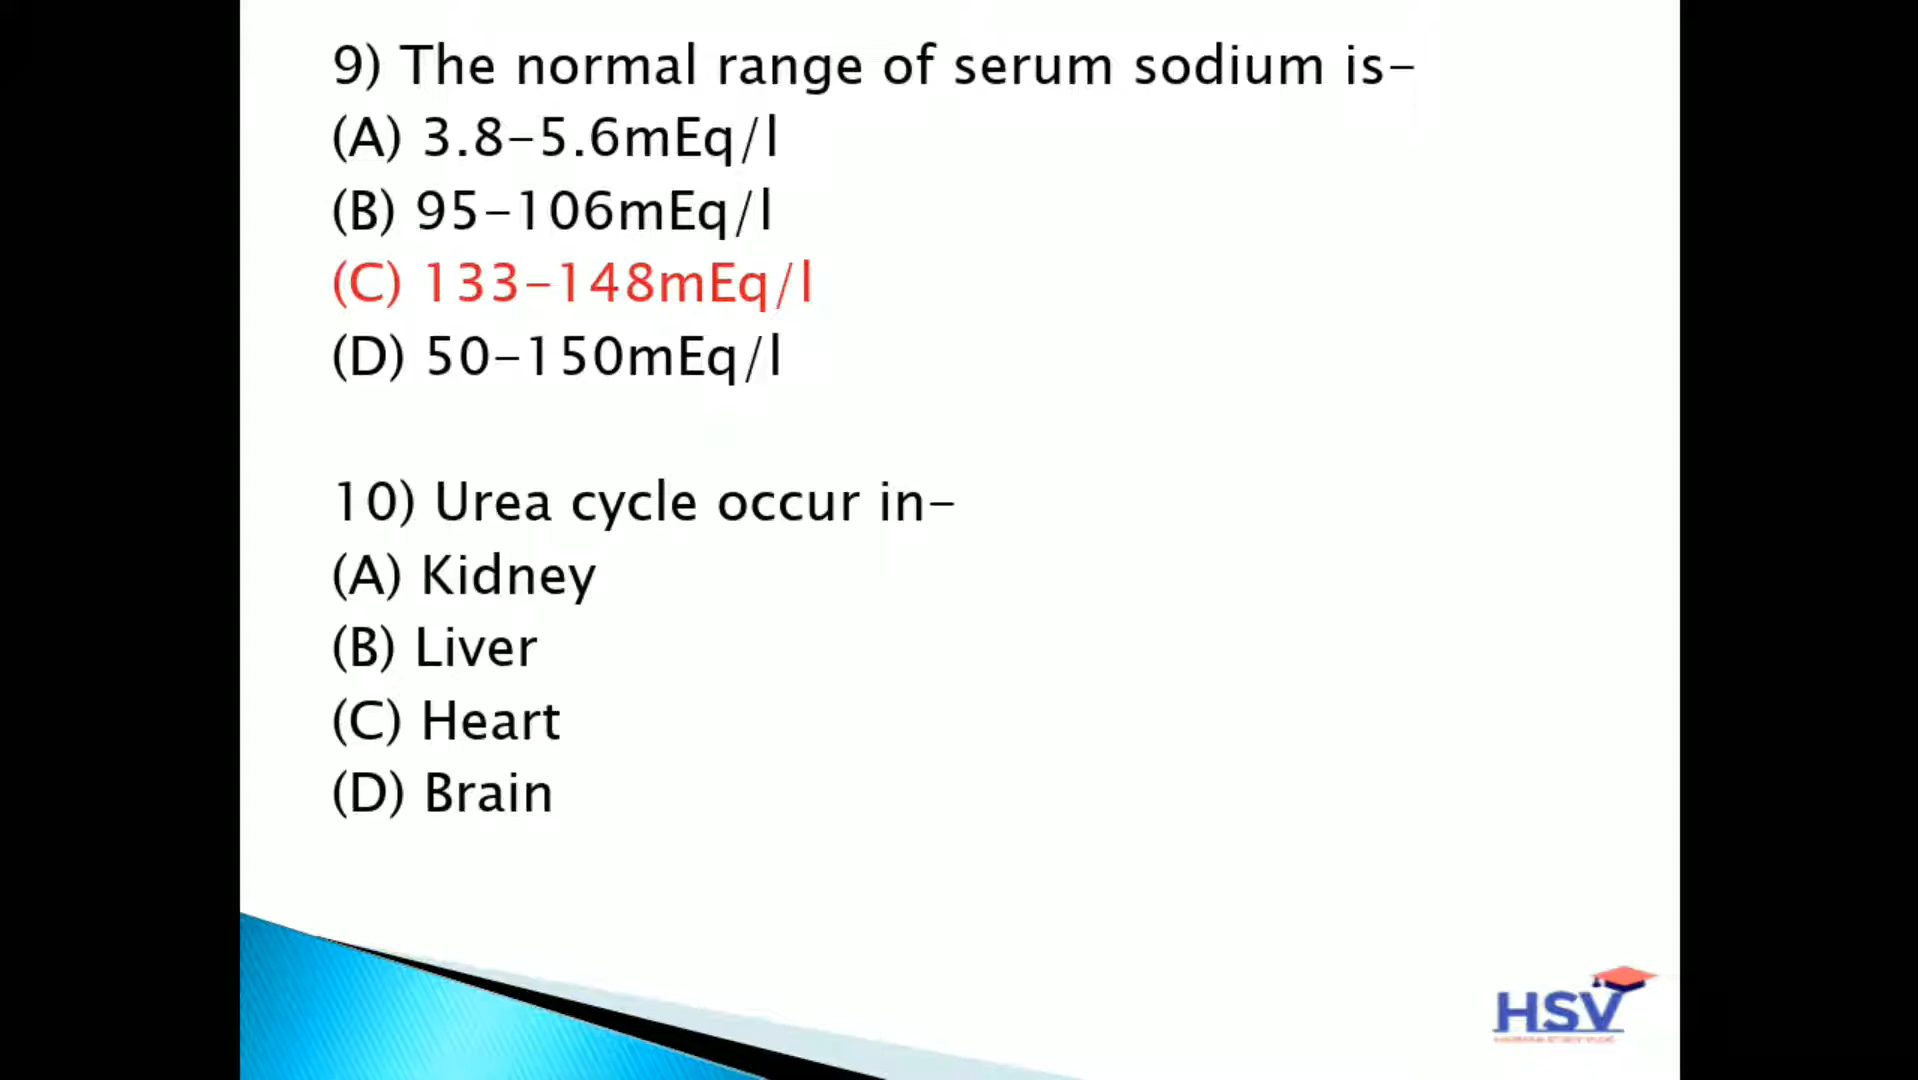 9) The normal range of serum sodium is-
(A) 3.8-5.6mEq/l
(B) 95-106mEq/l
(C) 133-148mEq/l
(D) 50-150mEq/l
10) Urea cycle occur in-
(A) Kidney
(B) Liver
(C) Heart
(D) Brain
HSV